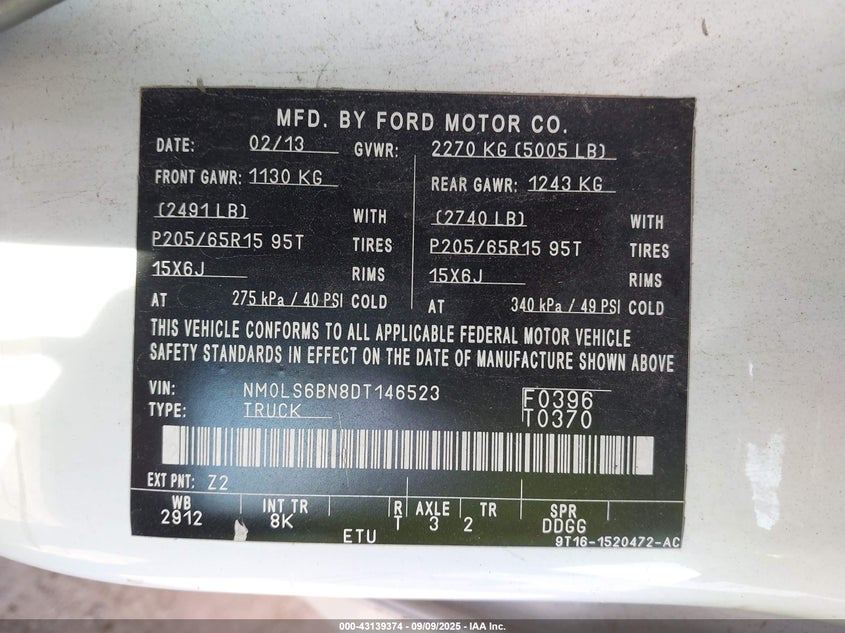 MFD. BY FORD MOTOR CO.
DATE: 02/13 GVWR: 2270 KG (5005 LB)
FRONT GAWR: 1130 KG REAR GAWR: 1243 KG
(2491 LB) WITH (2740 LB) WITH
P205/65R15 95T TIRES P205/65R15 95T TIRES
15X6J RIMS 15X6J RIMS
AT 275 kPa / 40 PSI COLD AT 340 kPa / 49 PSI COLD
THIS VEHICLE CONFORMS TO ALL APPLICABLE FEDERAL MOTOR VEHICLE
SAFETY STANDARDS IN EFFECT ON THE DATE OF MANUFACTURE SHOWN ABOVE
VIN: NM0LS6BN8DT146523 F0396
TYPE: TRUCK T0370
EXT PNT: Z2
WB INT TR R AXLE TR SPR
2912 8K T 3 2 DDGG
ETU 9T16-1520472-AC
000-43139374 - 09/09/2025 - IAA Inc.